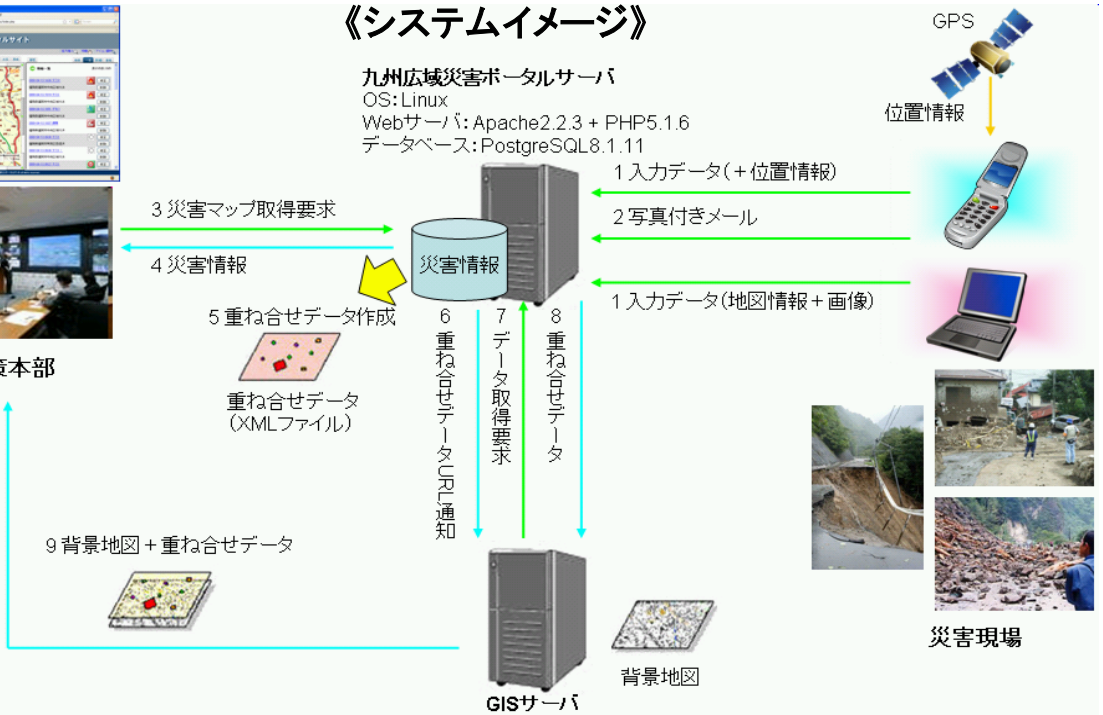 《システムイメージ》
GPS
位置情報
九州広域災害ポータルサーバ
OS:Linux
Webサーバ:Apache2.2.3 + PHP5.1.6
データベース:PostgreSQL8.1.11
1入力データ(+位置情報)
2写真付きメール
1入力データ(地図情報+画像)
3災害マップ取得要求
4災害情報
災害情報
5重ね合せデータ作成
重ね合せデータ
(XMLファイル)
6重ね合せデータURL通知
7データ取得要求
8重ね合せデータ
本部
9背景地図+重ね合せデータ
背景地図
GISサーバ
災害現場
ルサイト